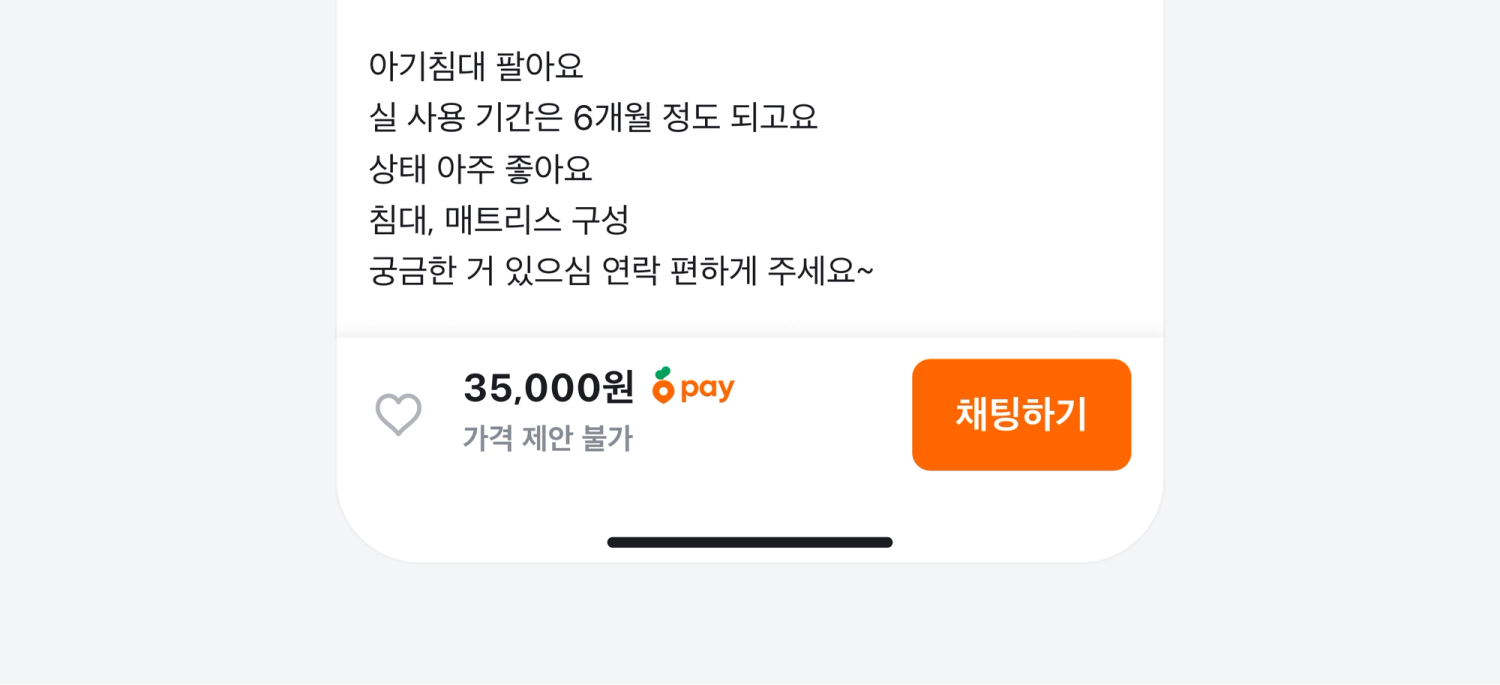 아기침대 팔아요
실 사용 기간은 6개월 정도 되고요
상태 아주 좋아요
침대, 매트리스 구성
궁금한 거 있으심 연락 편하게 주세요~
35,000원 pay
가격 제안 불가
채팅하기